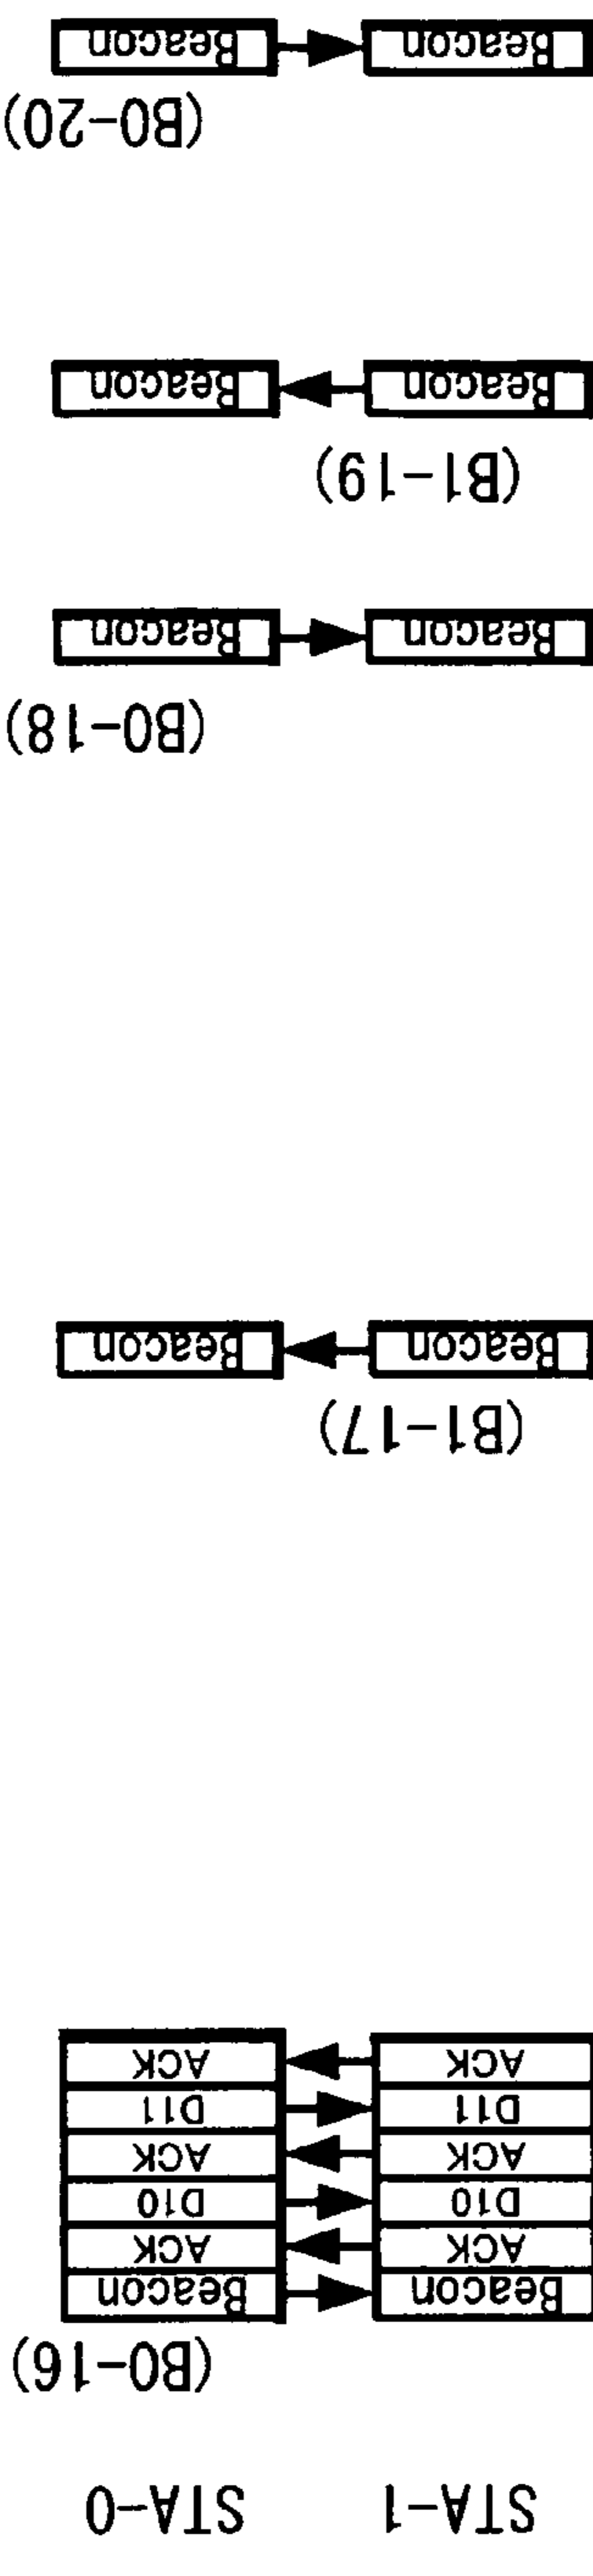 STA-1 STA-0
(B0-16)
Beacon Beacon
ACK ACK
D10 D10
ACK ACK
D11 D11
ACK ACK
(B1-17)
Beacon Beacon
(B0-18)
Beacon Beacon
(B1-19)
Beacon Beacon
(B0-20)
Beacon Beacon